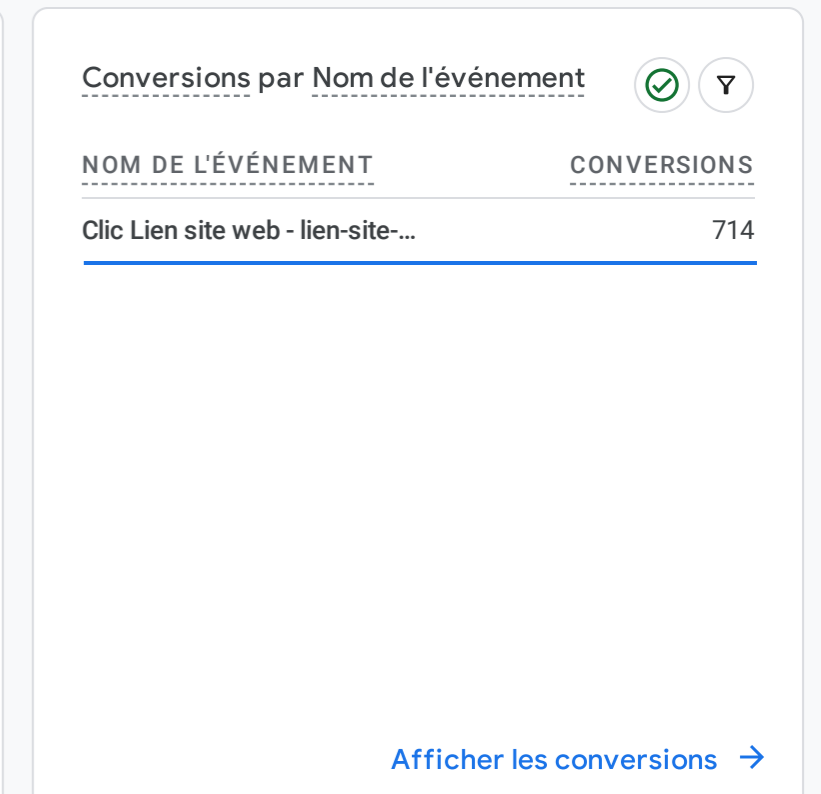 Conversions par Nom de l'événement
NOM DE L'ÉVÉNEMENT CONVERSIONS
Clic Lien site web - lien-site-... 714
Afficher les conversions